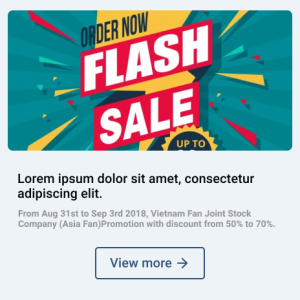 ORDER NOW
FLASH
SALE
UP TO
Lorem ipsum dolor sit amet, consectetur
adipiscing elit.
From Aug 31st to Sep 3rd 2018, Vietnam Fan Joint Stock
Company (Asia Fan)Promotion with discount from 50% to 70%.
View more →